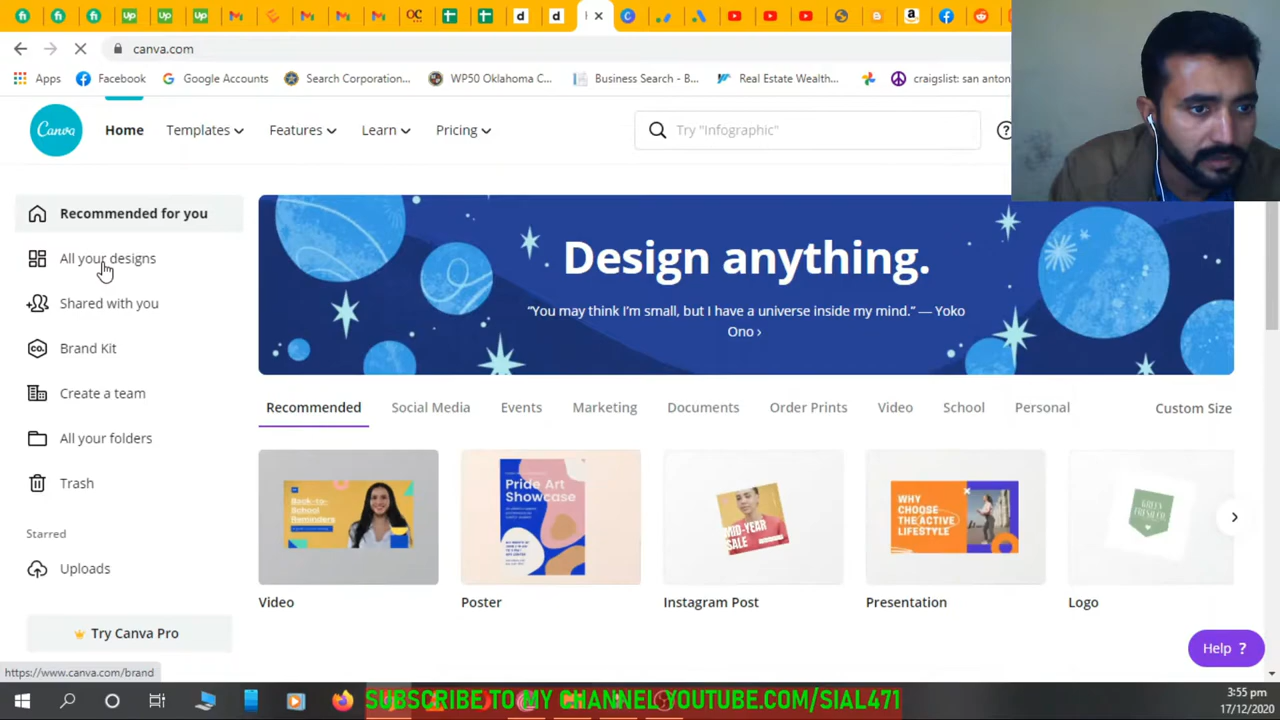 OC
d
d
C
canva.com
Apps
Facebook
Google Accounts
Search Corporation...
WP50 Oklahoma C...
Business Search - B...
Real Estate Wealth...
craigslist: san anton
Canva
Home
Templates
Features
Learn
Pricing
Try "Infographic"
Recommended for you
All your designs
Shared with you
Brand Kit
Create a team
All your folders
Trash
Starred
Uploads
Try Canva Pro
Design anything.
“You may think I’m small, but I have a universe inside my mind.” — Yoko
Ono ›
Recommended
Social Media
Events
Marketing
Documents
Order Prints
Video
School
Personal
Custom Size
Back-to-
School
Reminders
Pride Art
Showcase
MID-YEAR
SALE
WHY
CHOOSE
THE ACTIVE
LIFESTYLE
GREEN
Video
Poster
Instagram Post
Presentation
Logo
Help ?
https://www.canva.com/brand
SUBSCRIBE TO MY CHANNEL YOUTUBE.COM/SIAL471
3:55 pm
17/12/2020